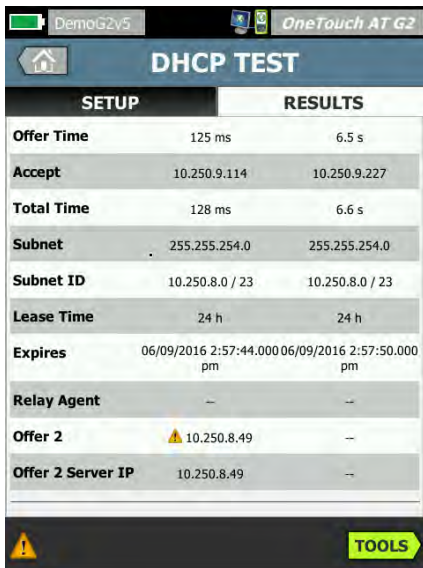 DemoG2v5
OneTouch AT G2
DHCP TEST
SETUP RESULTS
Offer Time 125 ms 6.5 s
Accept 10.250.9.114 10.250.9.227
Total Time 128 ms 6.6 s
Subnet 255.255.254.0 255.255.254.0
Subnet ID 10.250.8.0 / 23 10.250.8.0 / 23
Lease Time 24 h 24 h
Expires 06/09/2016 2:57:44.000 06/09/2016 2:57:50.000
pm pm
Relay Agent -- --
Offer 2 10.250.8.49 --
Offer 2 Server IP 10.250.8.49 --
TOOLS